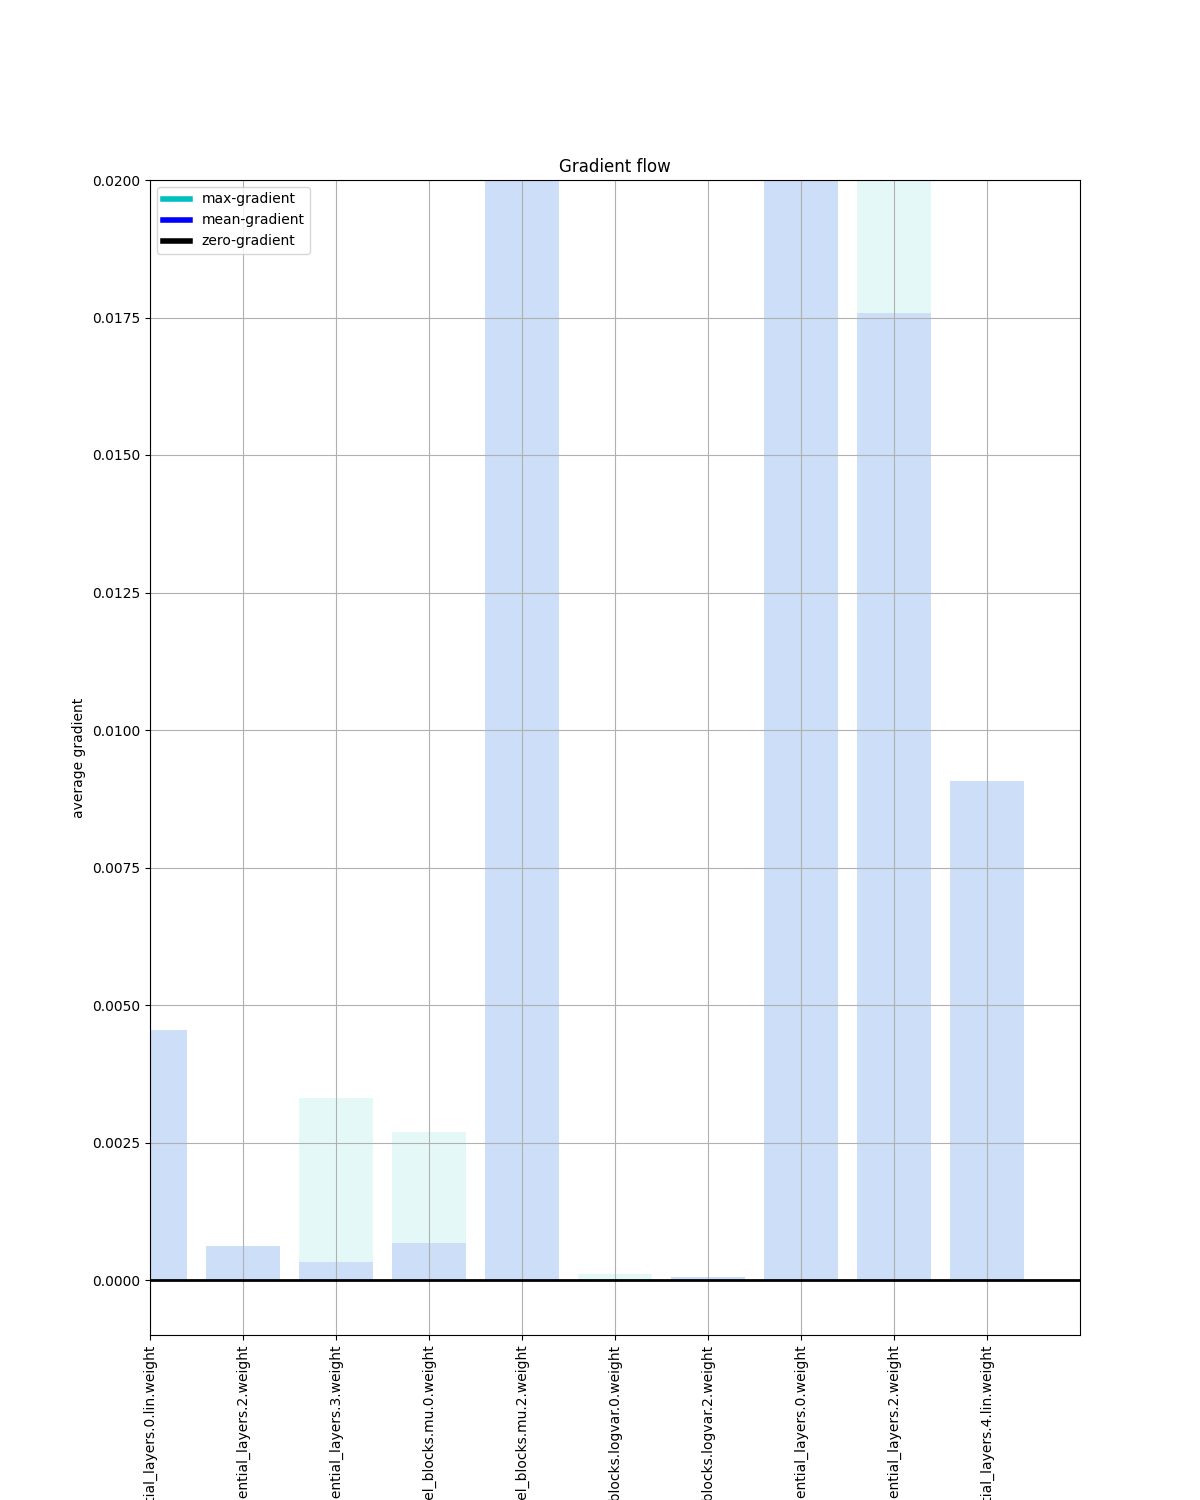 Gradient flow
max-gradient
mean-gradient
zero-gradient
0.0200
0.0175
0.0150
0.0125
0.0100
0.0075
0.0050
0.0025
0.0000
average gradient
tial_layers.0.lin.weight
ential_layers.2.weight
ential_layers.3.weight
el_blocks.mu.0.weight
el_blocks.mu.2.weight
blocks.logvar.0.weight
blocks.logvar.2.weight
ential_layers.0.weight
ential_layers.2.weight
tial_layers.4.lin.weight